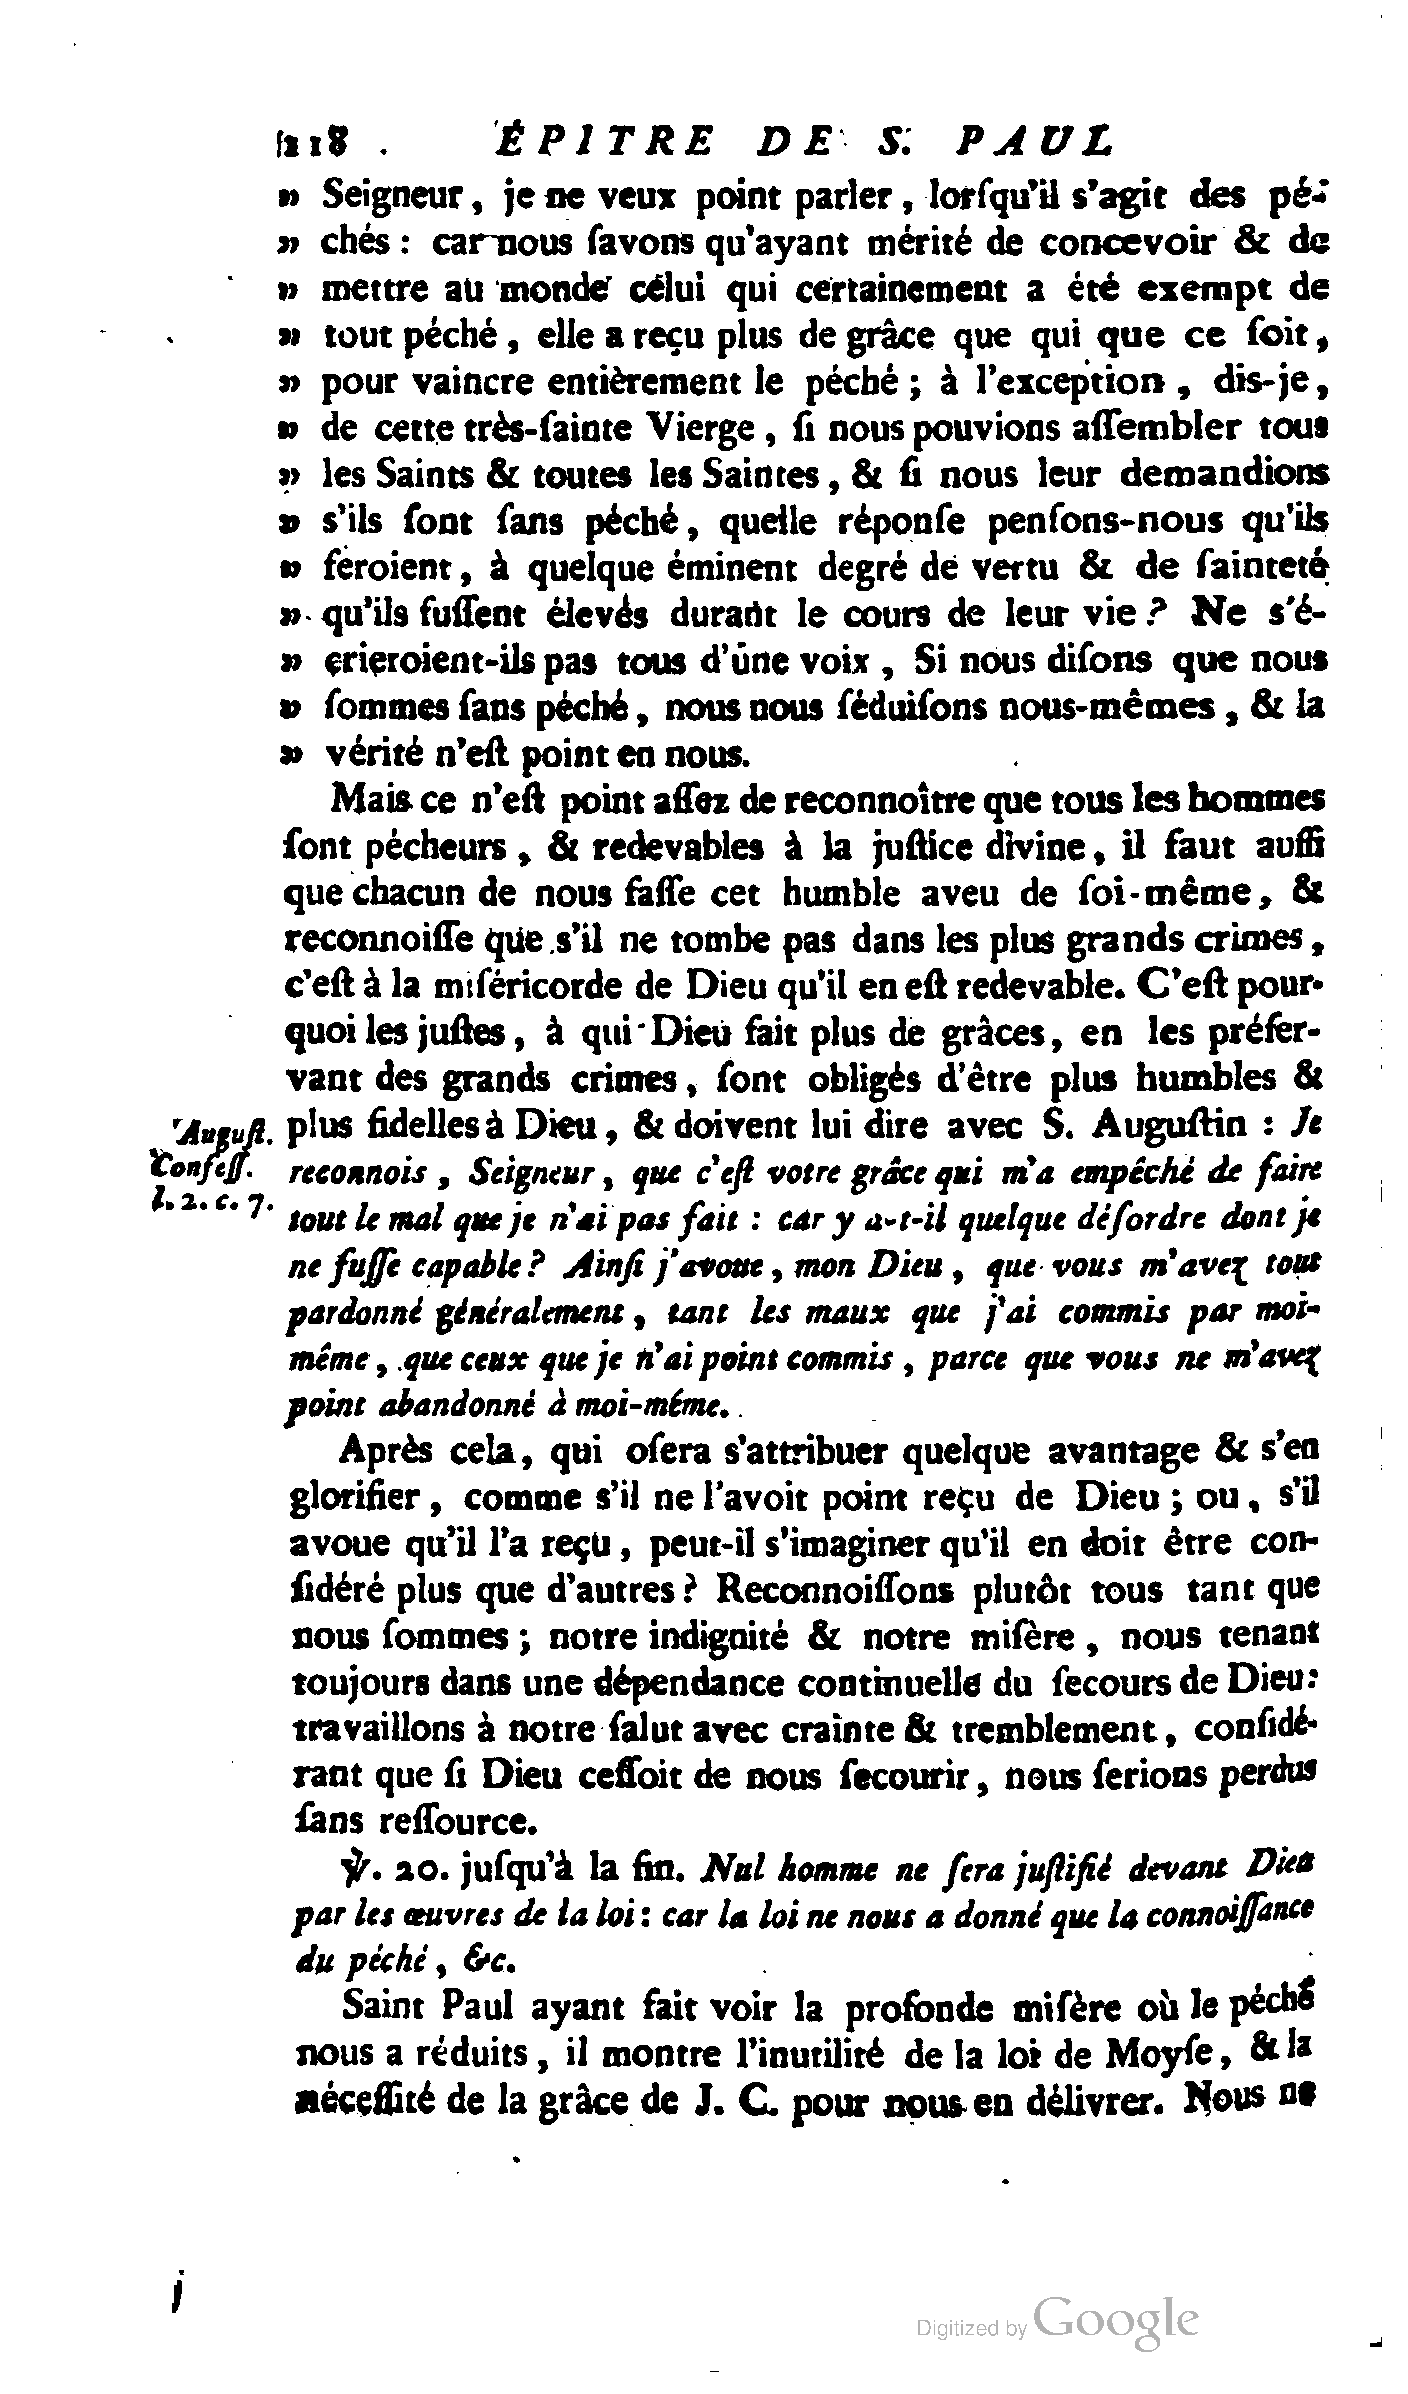 118 . ÉPITRE DE S. PAUL
» Seigneur, je ne veux point parler, lorſqu'il s'agit des pé-
» chés : car nous ſavons qu'ayant mérité de concevoir & de
» mettre au monde célui qui certainement a été exempt de
» tout péché, elle a reçu plus de grâce que qui que ce ſoit,
» pour vaincre entièrement le péché ; à l'exception, dis-je,
» de cette très-ſainte Vierge, ſi nous pouvions aſſembler tous
» les Saints & toutes les Saintes, & ſi nous leur demandions
» s'ils ſont ſans péché, quelle réponſe penſons-nous qu'ils
» feroient, à quelque éminent degré de vertu & de ſainteté
» qu'ils fuſſent élevés durant le cours de leur vie ? Ne s'é-
» crieroient-ils pas tous d'une voix, Si nous diſons que nous
» ſommes ſans péché, nous nous ſéduiſons nous-mêmes, & la
» vérité n'eſt point en nous.
Mais ce n'eſt point aſſez de reconnoître que tous les hommes
ſont pécheurs, & redevables à la juſtice divine, il faut auſſi
que chacun de nous faſſe cet humble aveu de ſoi-même, &
reconnoiſſe que s'il ne tombe pas dans les plus grands crimes,
c'eſt à la miſéricorde de Dieu qu'il en eſt redevable. C'eſt pour-
quoi les juſtes, à qui Dieu fait plus de grâces, en les préſer-
vant des grands crimes, ſont obligés d'être plus humbles &
plus fidelles à Dieu, & doivent lui dire avec S. Auguſtin : Je
Auguſt.
Confeſſ.
l. 2. c. 7.
reconnois, Seigneur, que c'eſt votre grâce qui m'a empêché de faire
tout le mal que je n'ai pas fait : car y a-t-il quelque déſordre dont je
ne fuſſe capable ? Ainſi j'avoue, mon Dieu, que vous m'avez tout
pardonné généralement, tant les maux que j'ai commis par moi-
même, que ceux que je n'ai point commis, parce que vous ne m'avez
point abandonné à moi-même.
Après cela, qui oſera s'attribuer quelque avantage & s'en
glorifier, comme s'il ne l'avoit point reçu de Dieu ; ou, s'il
avoue qu'il l'a reçu, peut-il s'imaginer qu'il en doit être con-
ſidéré plus que d'autres ? Reconnoiſſons plutôt tous tant que
nous ſommes ; notre indignité & notre miſère, nous tenant
toujours dans une dépendance continuelle du ſecours de Dieu :
travaillons à notre ſalut avec crainte & tremblement, conſidé-
rant que ſi Dieu ceſſoit de nous ſecourir, nous ſerions perdus
ſans reſſource.
℣. 20. juſqu'à la fin. Nul homme ne ſera juſtifié devant Dieu
par les œuvres de la loi : car la loi ne nous a donné que la connoiſſance
du péché, &c.
Saint Paul ayant fait voir la profonde miſère où le péché
nous a réduits, il montre l'inutilité de la loi de Moyſe, & la
néceſſité de la grâce de J. C. pour nous en délivrer. Nous ne
Digitized by Google